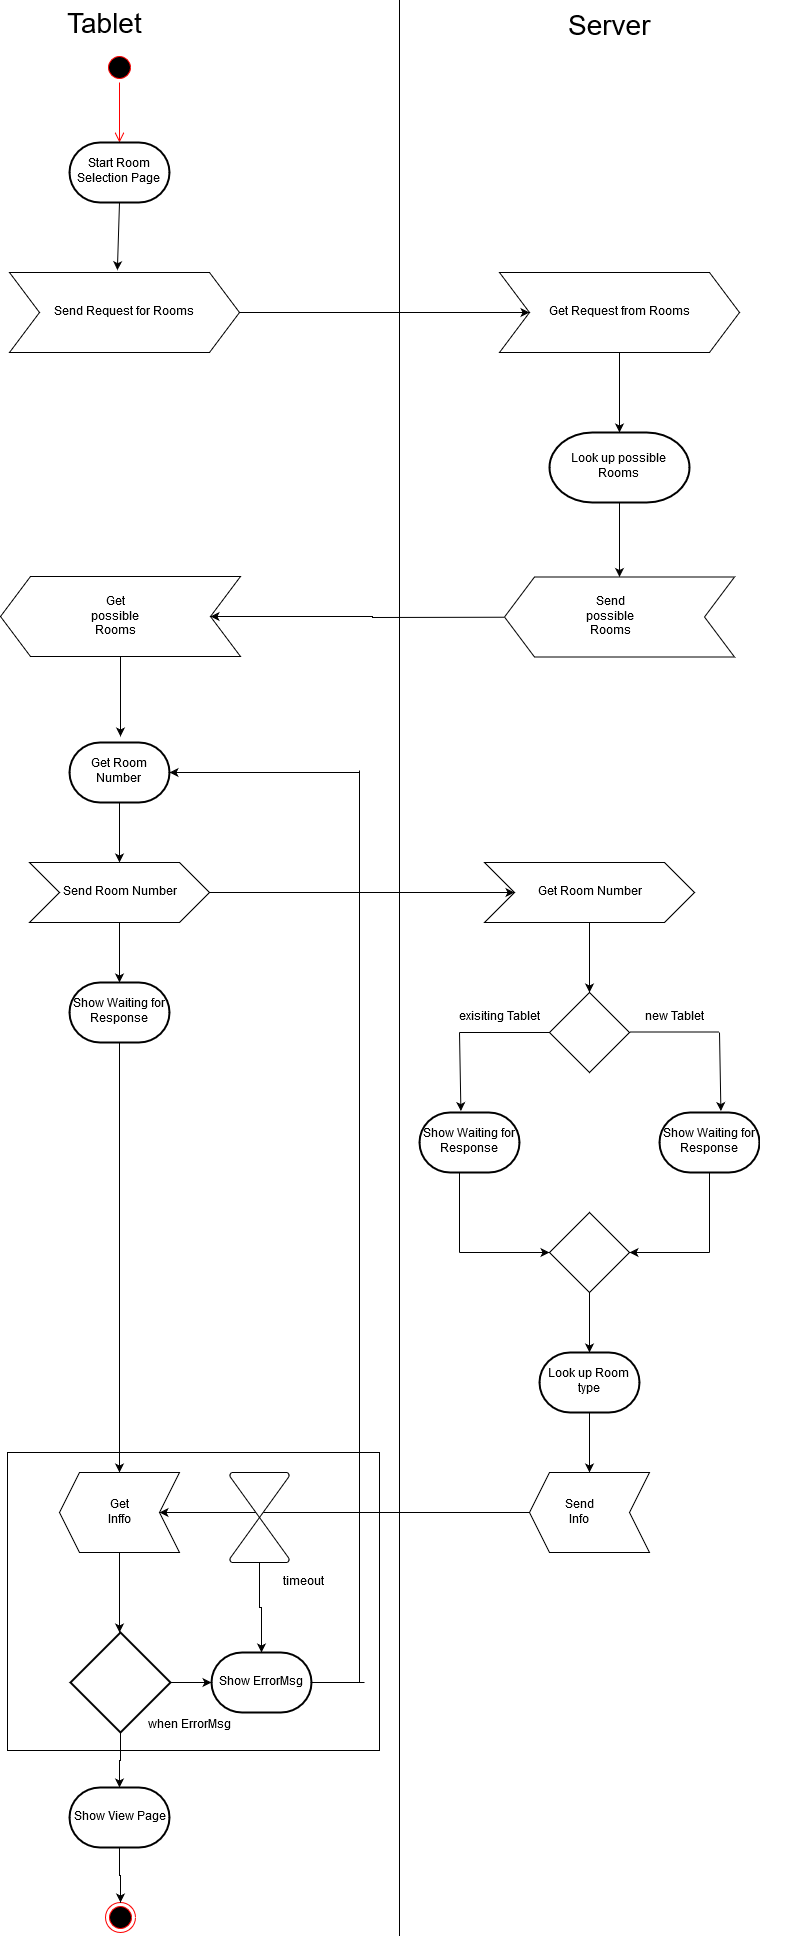 Tablet
Server
Start Room
Selection Page
Send Request for Rooms
Get Request from Rooms
Look up possible
Rooms
Get
possible
Rooms
Send
possible
Rooms
Get Room
Number
Send Room Number
Get Room Number
Show Waiting for
Response
exisiting Tablet
new Tablet
Show Waiting for
Response
Show Waiting for
Response
Look up Room
type
Get
Inffo
Send
Info
timeout
Show ErrorMsg
when ErrorMsg
Show View Page